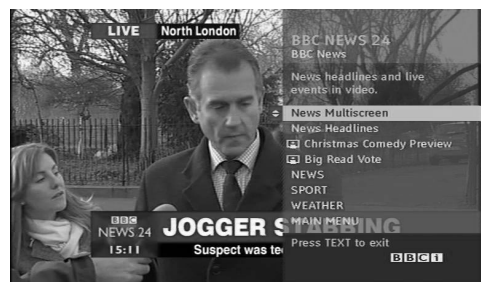 LIVE North London
BBC NEWS 24
BBC News
News headlines and live
events in video.
News Multiscreen
News Headlines
Christmas Comedy Preview
Big Read Vote
NEWS
SPORT
WEATHER
MAIN MENU
Press TEXT to exit
BBC 1
BBC
NEWS 24
15:11
JOGGER STABBING
Suspect was